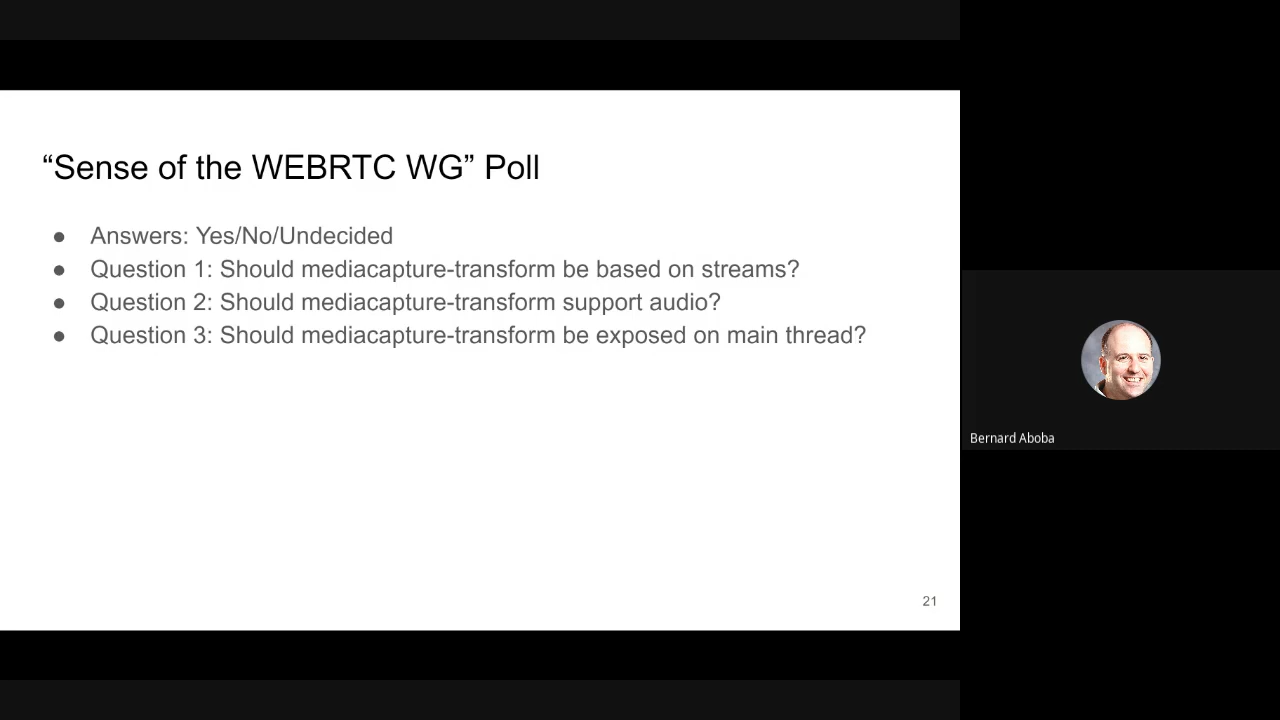 “Sense of the WEBRTC WG” Poll
● Answers: Yes/No/Undecided
● Question 1: Should mediacapture-transform be based on streams?
● Question 2: Should mediacapture-transform support audio?
● Question 3: Should mediacapture-transform be exposed on main thread?
21
Bernard Aboba